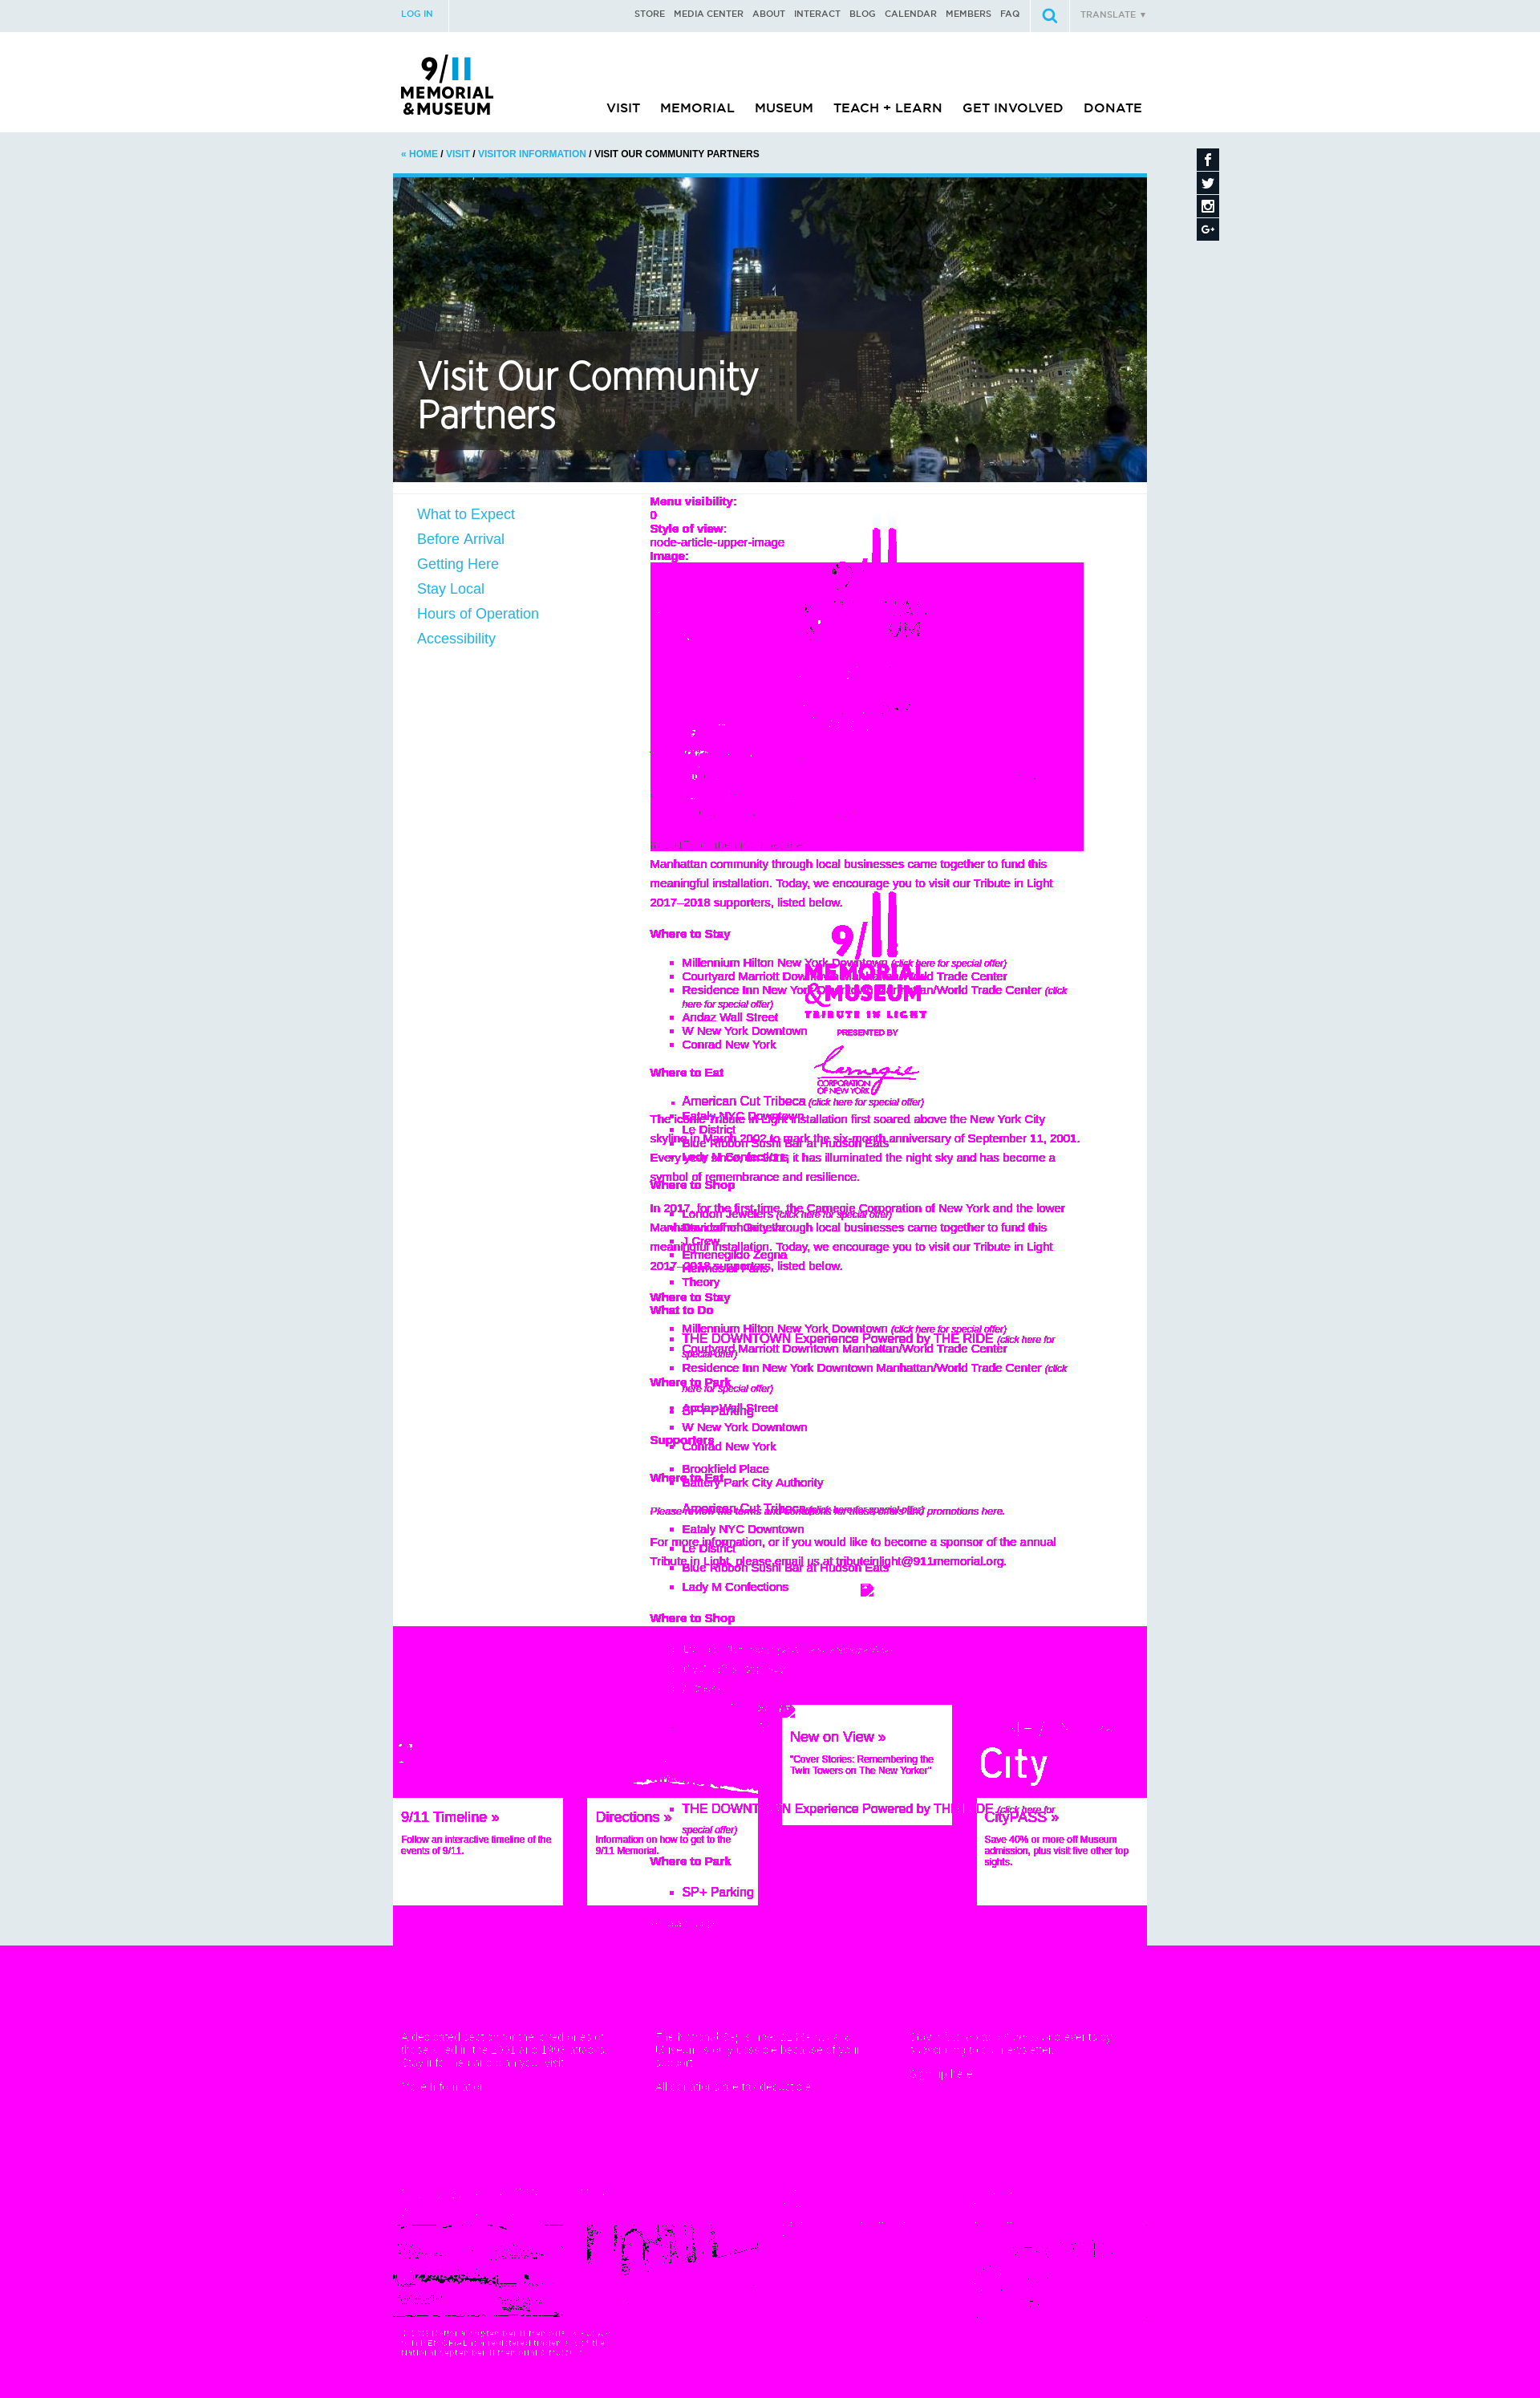 LOG IN
STORE MEDIA CENTER ABOUT INTERACT BLOG CALENDAR MEMBERS FAQ
TRANSLATE ▼
9/11
MEMORIAL
&MUSEUM
VISIT MEMORIAL MUSEUM TEACH + LEARN GET INVOLVED DONATE
« HOME / VISIT / VISITOR INFORMATION / VISIT OUR COMMUNITY PARTNERS
Visit Our Community
Partners
What to Expect
Before Arrival
Getting Here
Stay Local
Hours of Operation
Accessibility
Menu visibility:
0
Style of view:
node-article-upper-image
Image:
Manhattan community through local businesses came together to fund this
meaningful installation. Today, we encourage you to visit our Tribute in Light
2017–2018 supporters, listed below.
9/11
MEMORIAL
&MUSEUM
TRIBUTE IN LIGHT
PRESENTED BY
Carnegie
CORPORATION
OF NEW YORK
Where to Stay
Millennium Hilton New York Downtown (click here for special offer)
Courtyard Marriott Downtown Manhattan/World Trade Center
Residence Inn New York Downtown Manhattan/World Trade Center (click
here for special offer)
Andaz Wall Street
W New York Downtown
Conrad New York
Where to Eat
American Cut Tribeca (click here for special offer)
Eataly NYC Downtown
Le District
Blue Ribbon Sushi Bar at Hudson Eats
Lady M Confections
The iconic Tribute in Light installation first soared above the New York City
skyline in March 2002 to mark the six-month anniversary of September 11, 2001.
Every year since, on 9/11, it has illuminated the night sky and has become a
symbol of remembrance and resilience.
Where to Shop
In 2017, for the first time, the Carnegie Corporation of New York and the lower
London Jewelers (click here for special offer)
Manhattan community through local businesses came together to fund this
Davidoff of Geneva
J.Crew
meaningful installation. Today, we encourage you to visit our Tribute in Light
Ermenegildo Zegna
2017–2018 supporters, listed below.
Hermes of Paris
Theory
Where to Stay
What to Do
Millennium Hilton New York Downtown (click here for special offer)
THE DOWNTOWN Experience Powered by THE RIDE (click here for
special offer)
Courtyard Marriott Downtown Manhattan/World Trade Center
Residence Inn New York Downtown Manhattan/World Trade Center (click
here for special offer)
Where to Park
Andaz Wall Street
SP+ Parking
W New York Downtown
Supporters
Conrad New York
Brookfield Place
Where to Eat
Battery Park City Authority
American Cut Tribeca (click here for special offer)
Please review the terms and conditions for these offers and promotions here.
Eataly NYC Downtown
For more information, or if you would like to become a sponsor of the annual
Le District
Tribute in Light, please email us at tributeinlight@911memorial.org.
Blue Ribbon Sushi Bar at Hudson Eats
Lady M Confections
Where to Shop
New on View »
"Cover Stories: Remembering the
Twin Towers on The New Yorker"
City
THE DOWNTOWN Experience Powered by THE RIDE (click here for
special offer)
9/11 Timeline »
Follow an interactive timeline of the
events of 9/11.
Directions »
Information on how to get to the
9/11 Memorial.
CityPASS »
Save 40% or more off Museum
admission, plus visit five other top
sights.
Where to Park
SP+ Parking